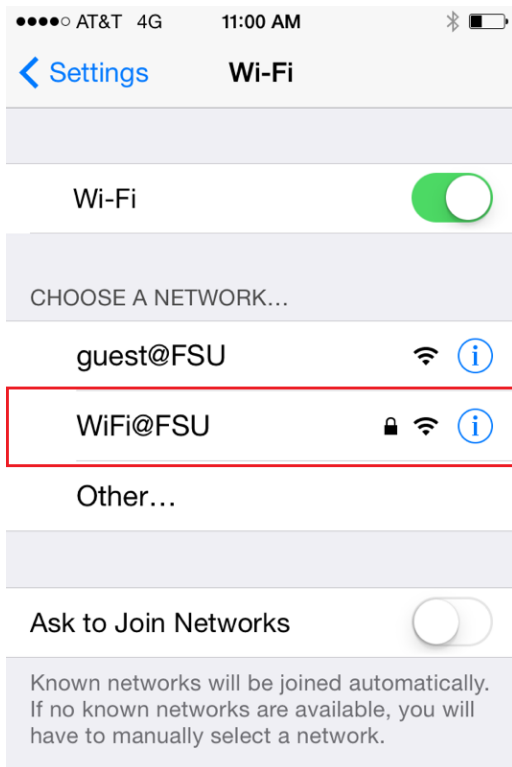 AT&T 4G 11:00 AM
Settings Wi-Fi
Wi-Fi
CHOOSE A NETWORK...
guest@FSU
WiFi@FSU
Other...
Ask to Join Networks
Known networks will be joined automatically.
If no known networks are available, you will
have to manually select a network.